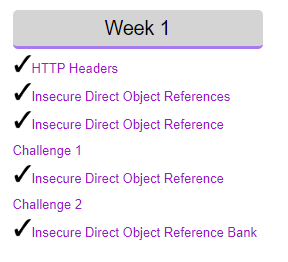 Week 1
✓HTTP Headers
✓Insecure Direct Object References
✓Insecure Direct Object Reference
Challenge 1
✓Insecure Direct Object Reference
Challenge 2
✓Insecure Direct Object Reference Bank